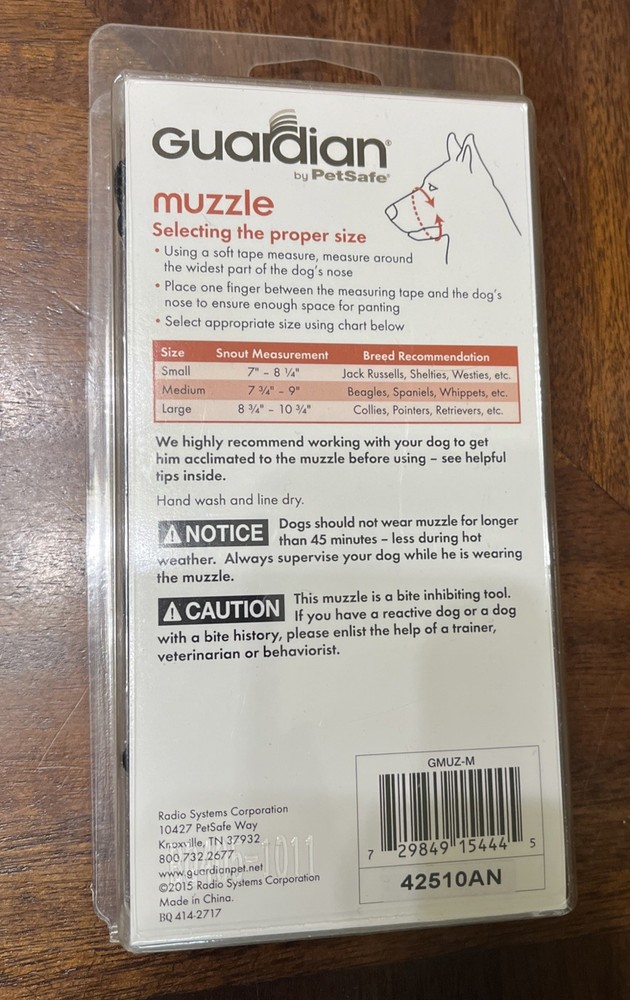 Guardian®
by PetSafe®
muzzle
Selecting the proper size
• Using a soft tape measure, measure around
the widest part of the dog's nose
• Place one finger between the measuring tape and the dog's
nose to ensure enough space for panting
• Select appropriate size using chart below
Size Snout Measurement Breed Recommendation
Small 7" – 8 ¼" Jack Russells, Shelties, Westies, etc.
Medium 7 ¾" – 9" Beagles, Spaniels, Whippets, etc.
Large 8 ¾" – 10 ¾" Collies, Pointers, Retrievers, etc.
We highly recommend working with your dog to get
him acclimated to the muzzle before using – see helpful
tips inside.
Hand wash and line dry.
NOTICE Dogs should not wear muzzle for longer
than 45 minutes – less during hot
weather. Always supervise your dog while he is wearing
the muzzle.
CAUTION This muzzle is a bite inhibiting tool.
If you have a reactive dog or a dog
with a bite history, please enlist the help of a trainer,
veterinarian or behaviorist.
Radio Systems Corporation
10427 PetSafe Way
Knoxville, TN 37932
800.732.2677
www.guardianpet.net
©2015 Radio Systems Corporation
Made in China.
BQ 414-2717
GMUZ-M
7 29849 15444 5
42510AN